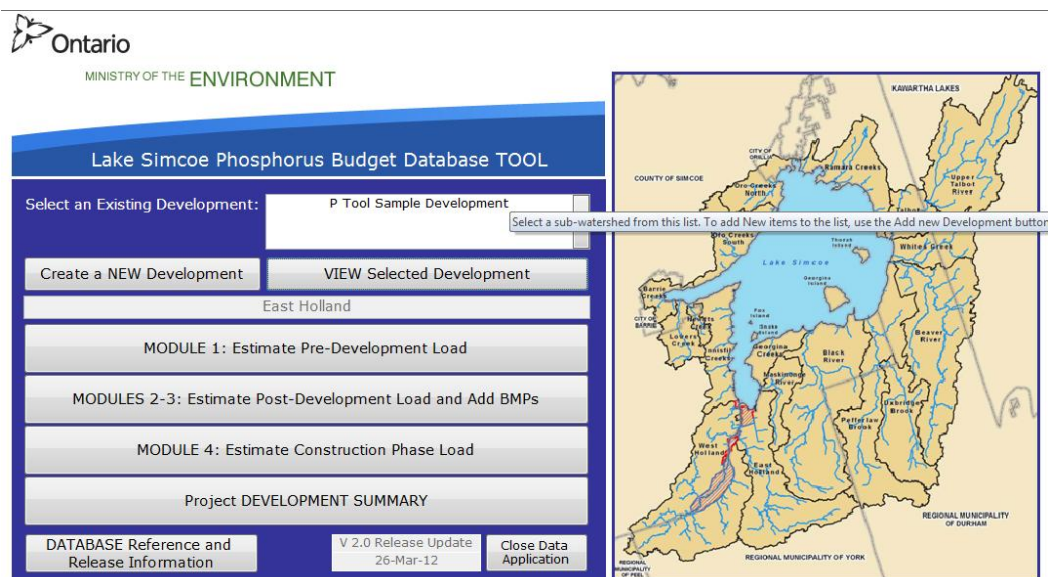 Ontario
MINISTRY OF THE ENVIRONMENT
Lake Simcoe Phosphorus Budget Database TOOL
Select an Existing Development:
P Tool Sample Development
Select a sub-watershed from this list. To add New items to the list, use the Add new Development button
Create a NEW Development
VIEW Selected Development
East Holland
MODULE 1: Estimate Pre-Development Load
MODULES 2-3: Estimate Post-Development Load and Add BMPs
MODULE 4: Estimate Construction Phase Load
Project DEVELOPMENT SUMMARY
DATABASE Reference and
Release Information
V 2.0 Release Update
26-Mar-12
Close Data
Application
KAWARTHA LAKES
CITY OF
ORILLIA
COUNTY OF SIMCOE
Ramara Creeks
Oro Creeks
North
Upper
Talbot
River
Talbot
Oro Creeks
South
Thorah
Island
Whites Creek
Lake Simcoe
Georgina
Island
Barrie
Creeks
Fox
Island
Snake
Island
CITY OF
BARRIE
Hewitts
Creek
Lovers
Creek
Innisfil
Creeks
Georgina
Creeks
Black
River
Beaver
River
Maskinonge
River
Uxbridge
Brook
Pefferlaw
Brook
West
Holland
East
Holland
REGIONAL MUNICIPALITY
OF DURHAM
REGIONAL MUNICIPALITY OF YORK
REGIONAL
MUNICIPALITY
OF PEEL